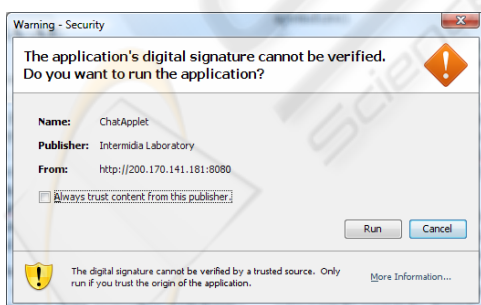 Warning - Security
The application's digital signature cannot be verified.
Do you want to run the application?
Name: ChatApplet
Publisher: Intermidia Laboratory
From: http://200.170.141.181:8080
Always trust content from this publisher.
Run Cancel
The digital signature cannot be verified by a trusted source. Only
run if you trust the origin of the application.
More Information...